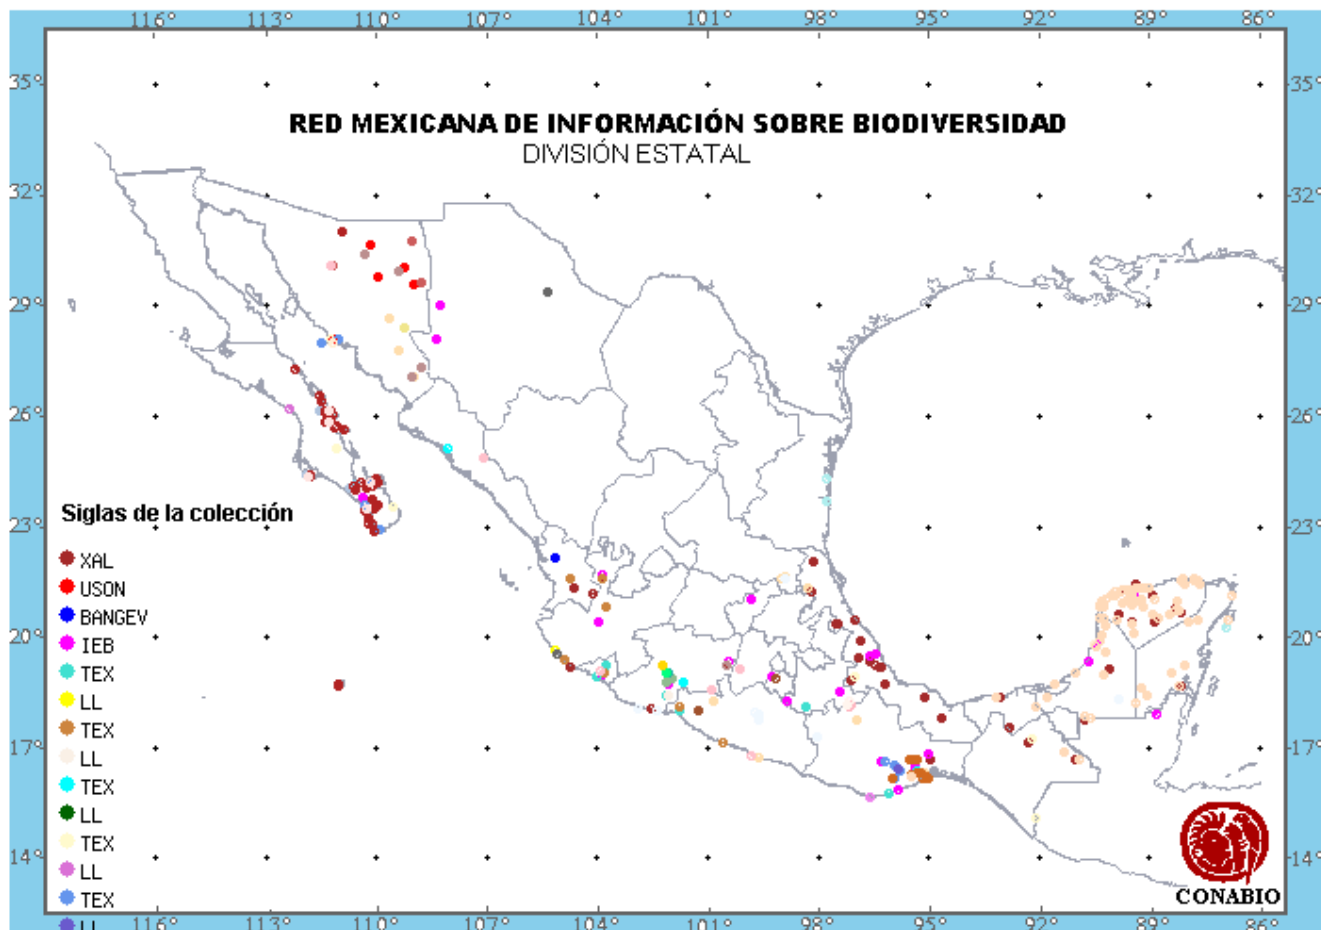 116° 113° 110° 107° 104° 101° 98° 95° 92° 89° 86°
35° 35°
RED MEXICANA DE INFORMACIÓN SOBRE BIODIVERSIDAD
DIVISIÓN ESTATAL
32° 32°
29° 29°
26° 26°
23° 23°
Siglas de la colección
XAL
USON
BANGEV
IEB
20° 20°
TEX
LL
TEX
17° 17°
LL
TEX
LL
TEX
14° 14°
LL
TEX
LL
CONABIO
116° 113° 110° 107° 104° 101° 98° 95° 92° 89° 86°